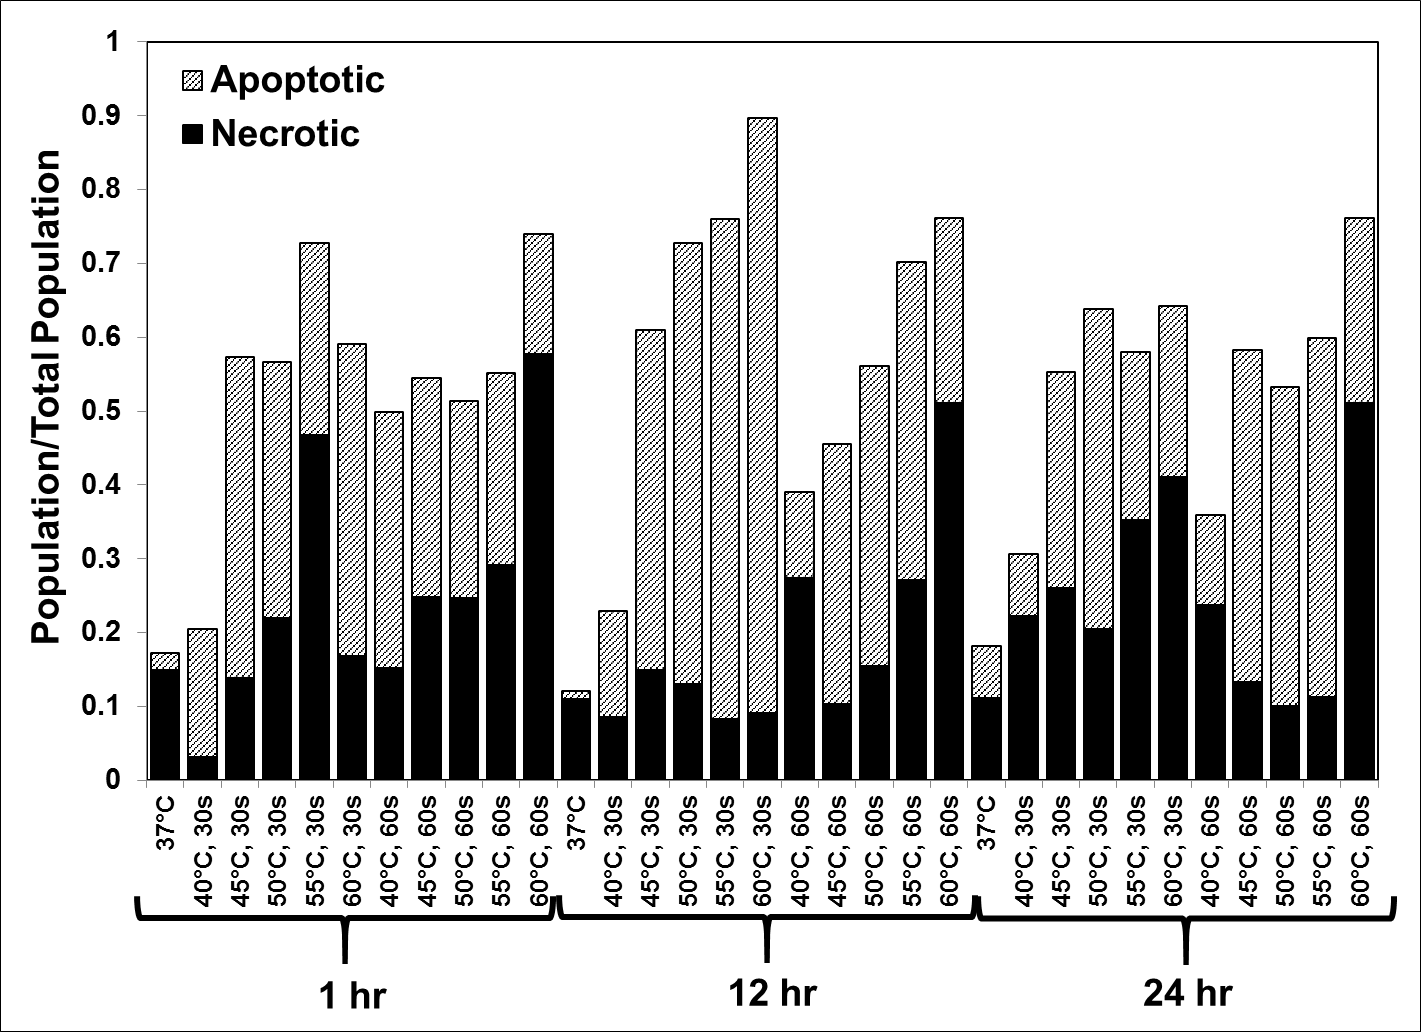 Population/Total Population
1
0.9
0.8
0.7
0.6
0.5
0.4
0.3
0.2
0.1
0
Apoptotic
Necrotic
37°C
40°C, 30s
45°C, 30s
50°C, 30s
55°C, 30s
60°C, 30s
40°C, 60s
45°C, 60s
50°C, 60s
55°C, 60s
60°C, 60s
37°C
40°C, 30s
45°C, 30s
50°C, 30s
55°C, 30s
60°C, 30s
40°C, 60s
45°C, 60s
50°C, 60s
55°C, 60s
60°C, 60s
37°C
40°C, 30s
45°C, 30s
50°C, 30s
55°C, 30s
60°C, 30s
40°C, 60s
45°C, 60s
50°C, 60s
55°C, 60s
60°C, 60s
1 hr
12 hr
24 hr